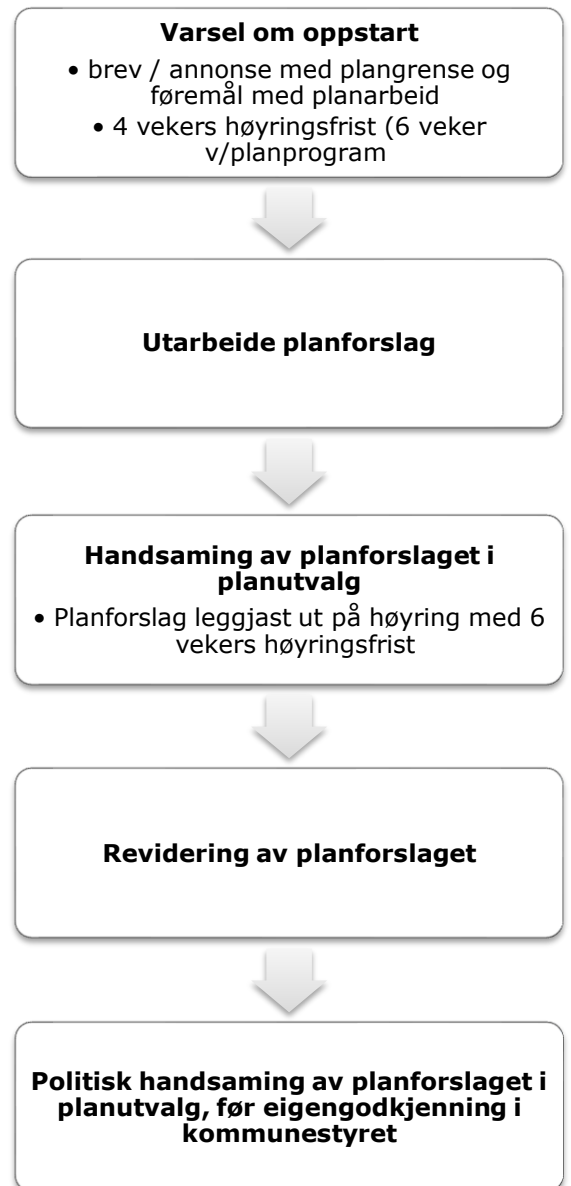 Varsel om oppstart
• brev / annonse med plangrense og
føremål med planarbeid
• 4 vekers høyringsfrist (6 veker
v/planprogram
Utarbeide planforslag
Handsaming av planforslaget i
planutvalg
• Planforslag leggjast ut på høyring med 6
vekers høyringsfrist
Revidering av planforslaget
Politisk handsaming av planforslaget i
planutvalg, før eigengodkjenning i
kommunestyret